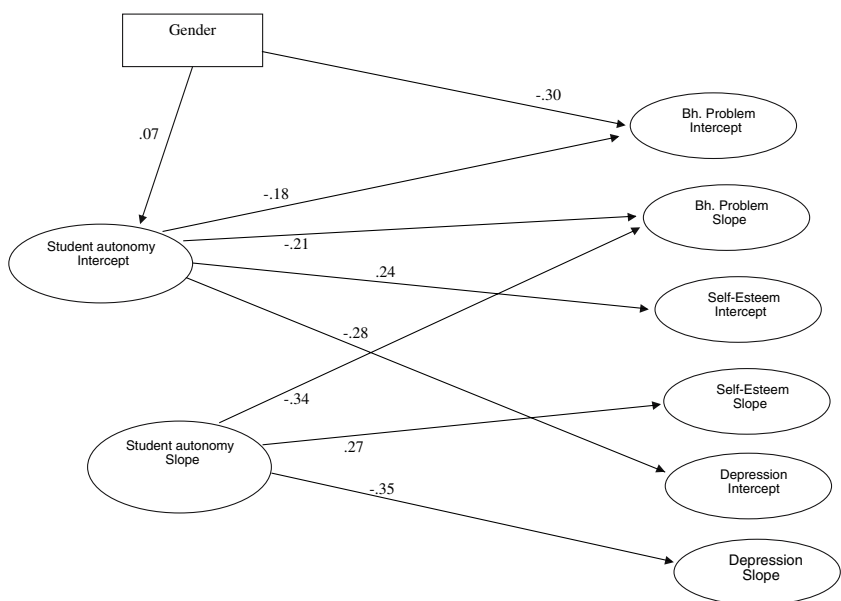 Gender
-.30
Bh. Problem
Intercept
.07
-.18
Bh. Problem
Slope
Student autonomy
Intercept
-.21
.24
Self-Esteem
Intercept
-.28
Self-Esteem
Slope
-.34
Student autonomy
Slope
.27
Depression
Intercept
-.35
Depression
Slope